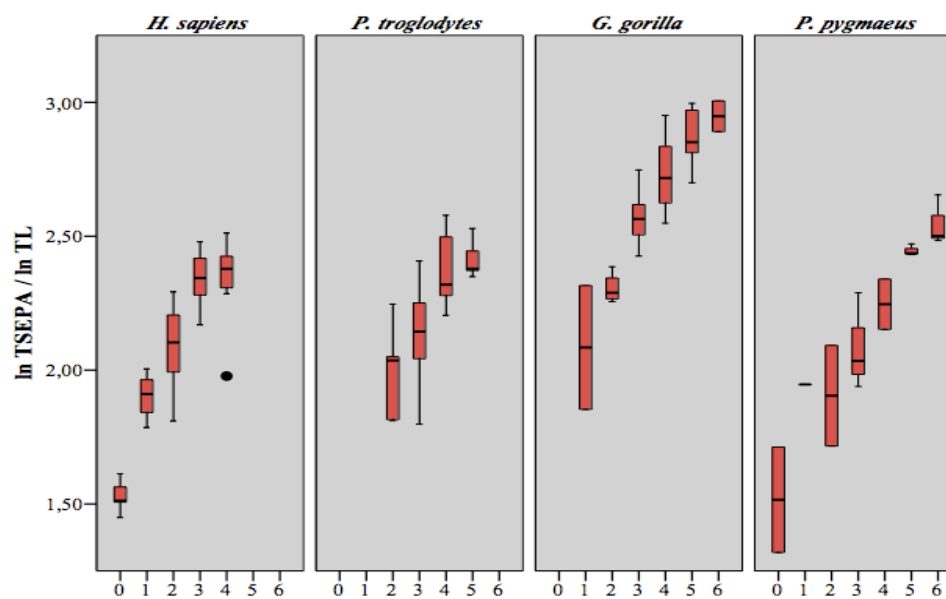 H. sapiens P. troglodytes G. gorilla P. pygmaeus
ln TSEPA / ln TL
3,00
2,50
2,00
1,50
0 1 2 3 4 5 6 0 1 2 3 4 5 6 0 1 2 3 4 5 6 0 1 2 3 4 5 6